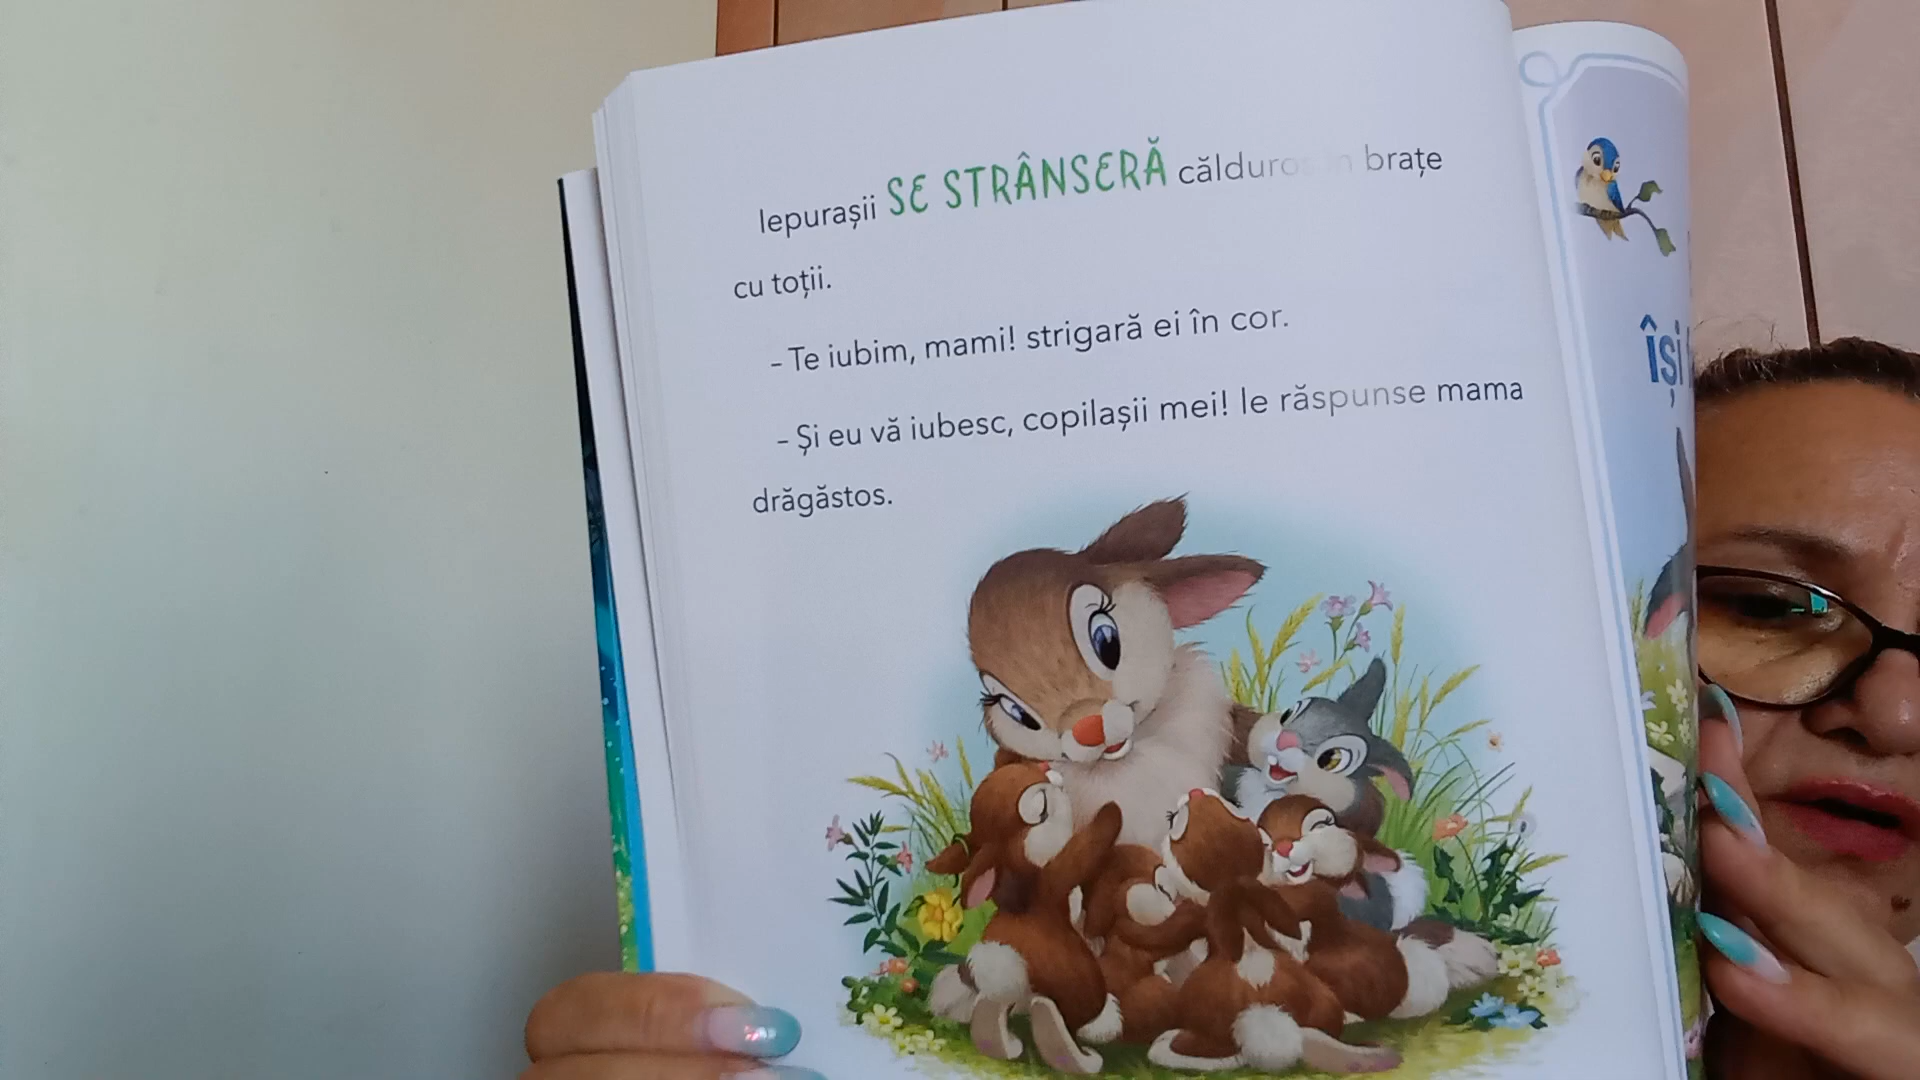 Iepurașii SE STRÂNSERĂ călduros în brațe
cu toții.
– Te iubim, mami! strigară ei în cor.
– Și eu vă iubesc, copilașii mei! le răspunse mama
drăgăstos.
își